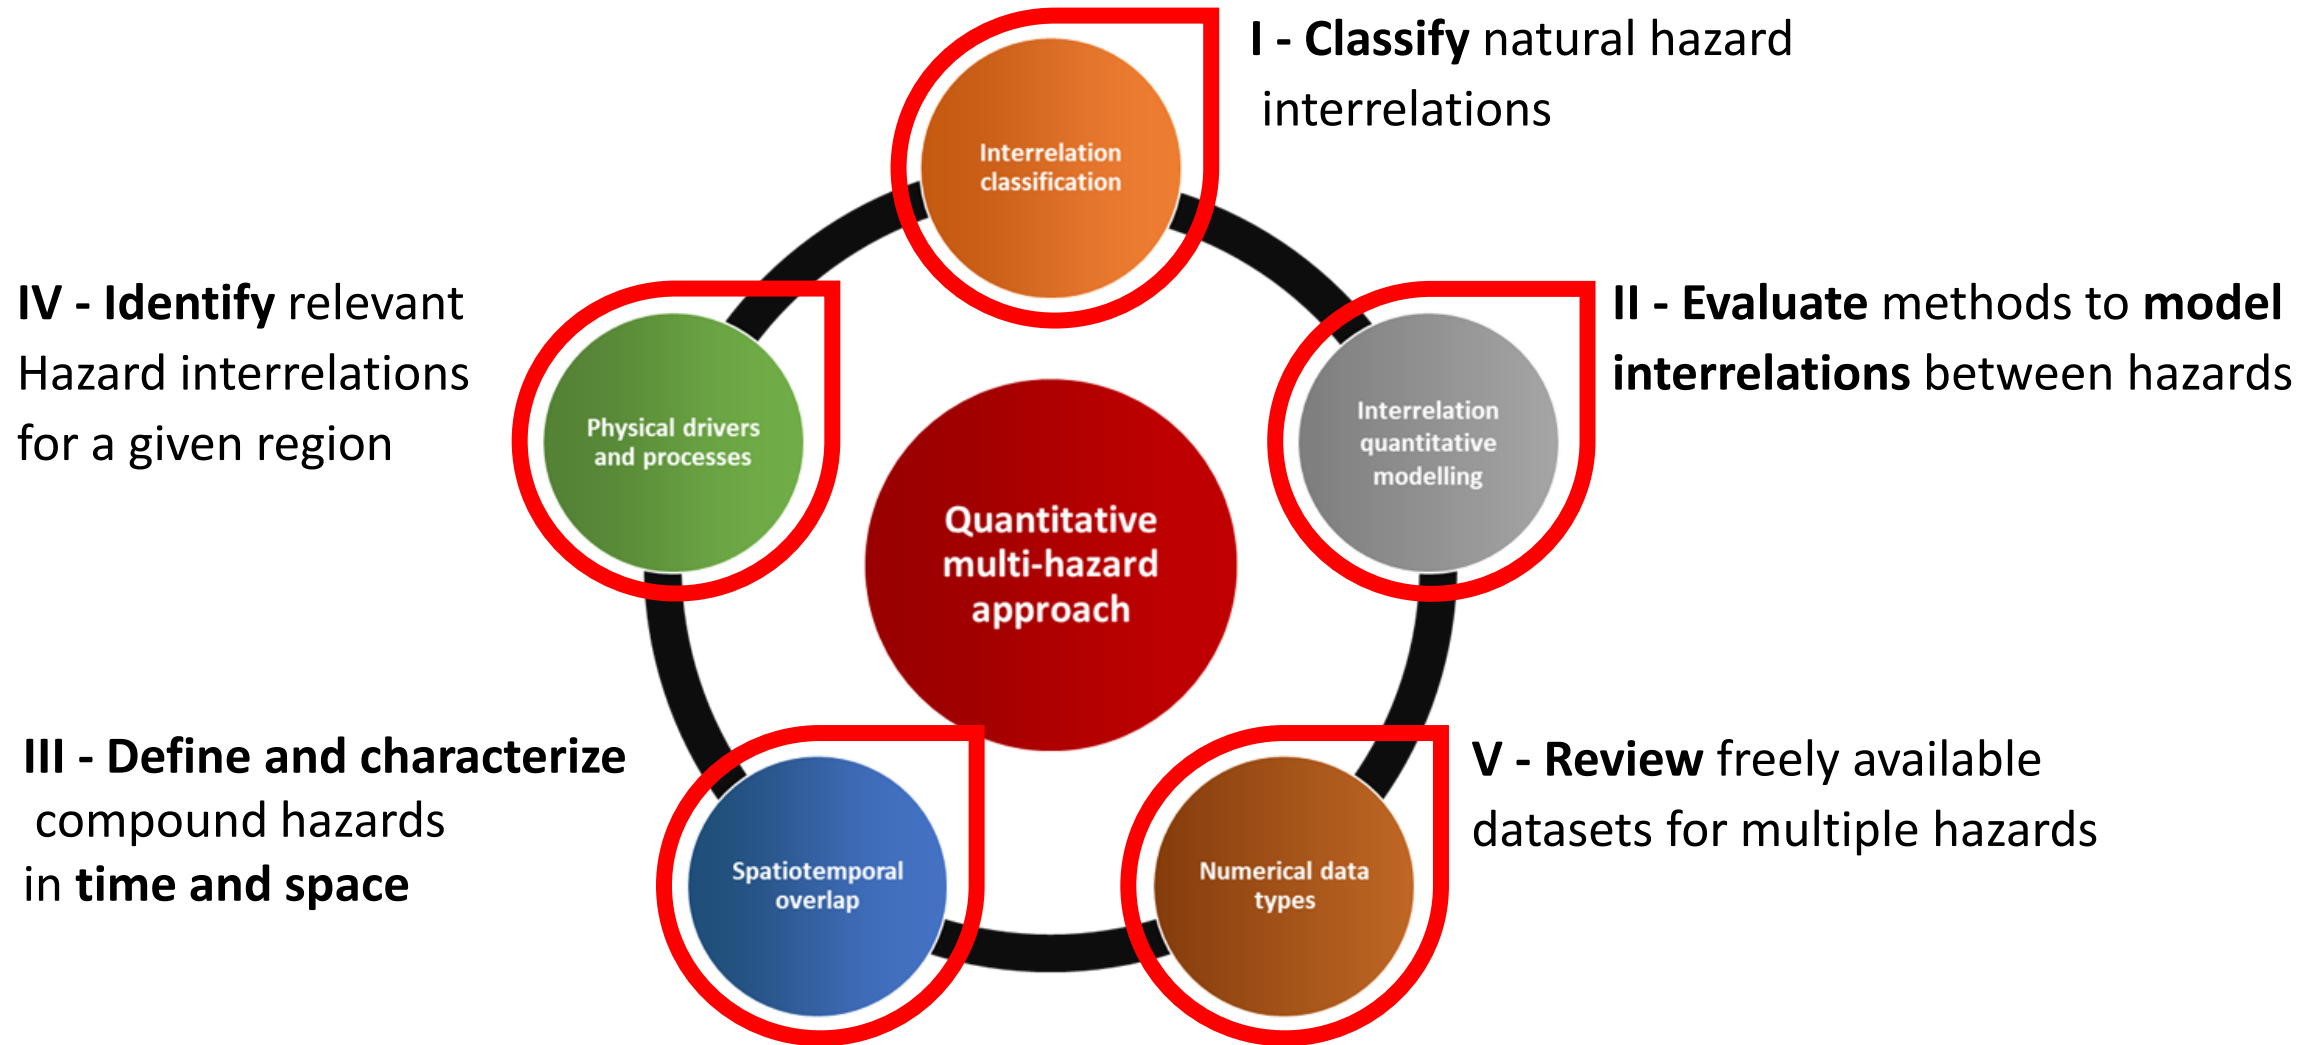 I - Classify natural hazard
interrelations
Interrelation
classification
IV - Identify relevant
Hazard interrelations
for a given region
Physical drivers
and processes
II - Evaluate methods to model
interrelations between hazards
Interrelation
quantitative
modelling
Quantitative
multi-hazard
approach
III - Define and characterize
compound hazards
in time and space
Spatiotemporal
overlap
V - Review freely available
datasets for multiple hazards
Numerical data
types